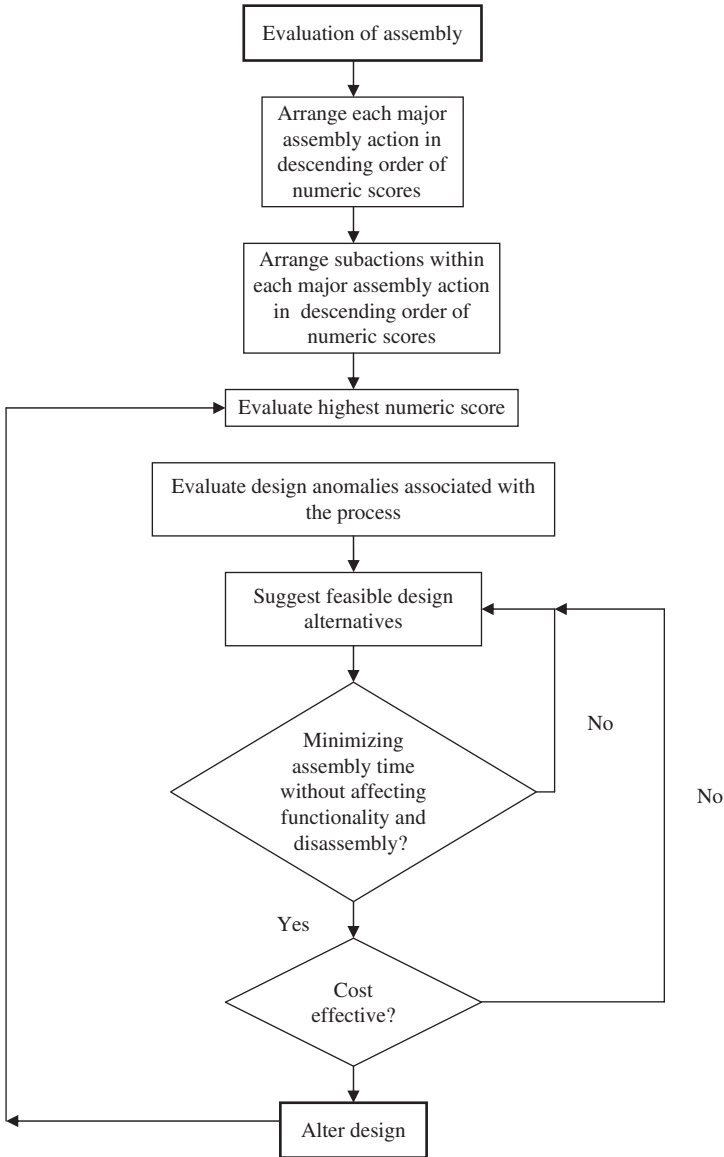 Evaluation of assembly
Arrange each major
assembly action in
descending order of
numeric scores
Arrange subactions within
each major assembly action
in descending order of
numeric scores
Evaluate highest numeric score
Evaluate design anomalies associated with
the process
Suggest feasible design
alternatives
Minimizing
assembly time
without affecting
functionality and
disassembly?
No
No
Yes
Cost
effective?
Alter design